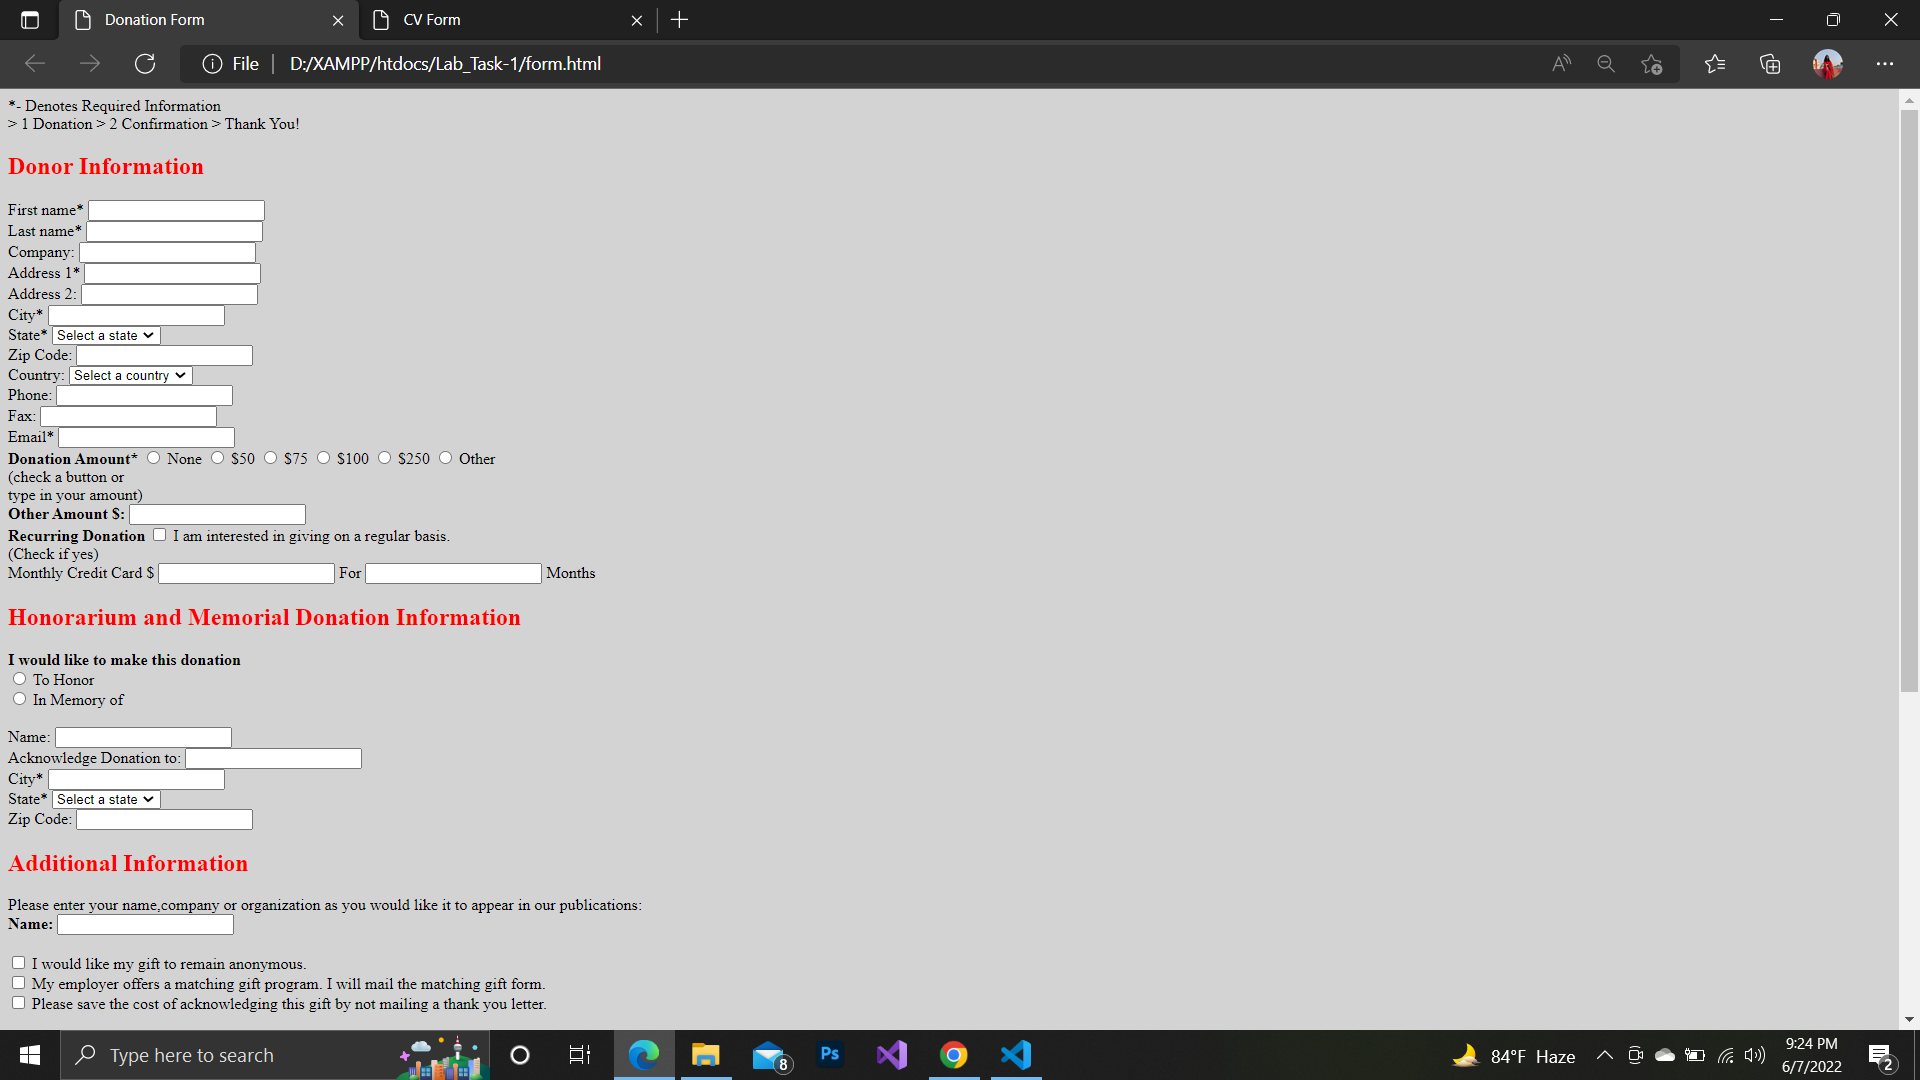 Donation Form
CV Form
File
D:/XAMPP/htdocs/Lab_Task-1/form.html
*- Denotes Required Information
> 1 Donation > 2 Confirmation > Thank You!
Donor Information
First name*
Last name*
Company:
Address 1*
Address 2:
City*
State* Select a state
Zip Code:
Country: Select a country
Phone:
Fax:
Email*
Donation Amount* None $50 $75 $100 $250 Other
(check a button or
type in your amount)
Other Amount $:
Recurring Donation I am interested in giving on a regular basis.
(Check if yes)
Monthly Credit Card $ For Months
Honorarium and Memorial Donation Information
I would like to make this donation
To Honor
In Memory of
Name:
Acknowledge Donation to:
City*
State* Select a state
Zip Code:
Additional Information
Please enter your name,company or organization as you would like it to appear in our publications:
Name:
I would like my gift to remain anonymous.
My employer offers a matching gift program. I will mail the matching gift form.
Please save the cost of acknowledging this gift by not mailing a thank you letter.
Type here to search
8
Ps
84°F Haze
9:24 PM
6/7/2022
2